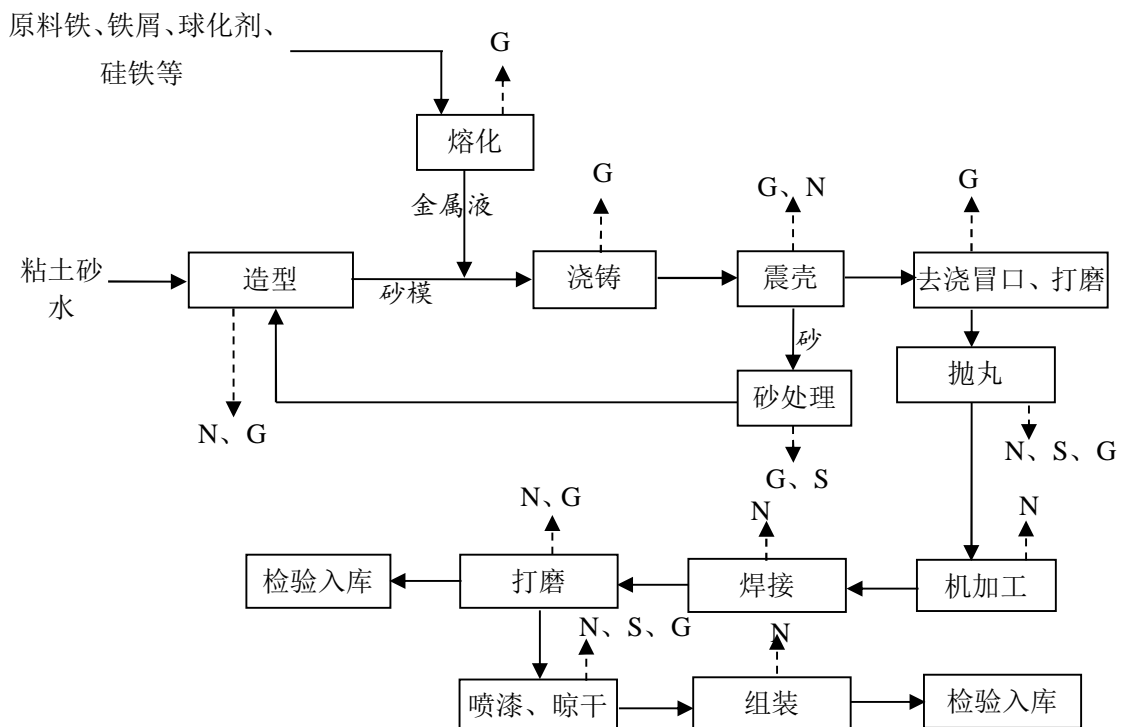 原料铁、铁屑、球化剂、
硅铁等
G
熔化
金属液
G
G、N
G
粘土砂
水
造型
砂模
浇铸
震壳
去浇冒口、打磨
砂
抛丸
砂处理
N、G
N、S、G
G、S
N、G
N
N
检验入库
打磨
焊接
机加工
N、S、G
N
喷漆、晾干
组装
检验入库